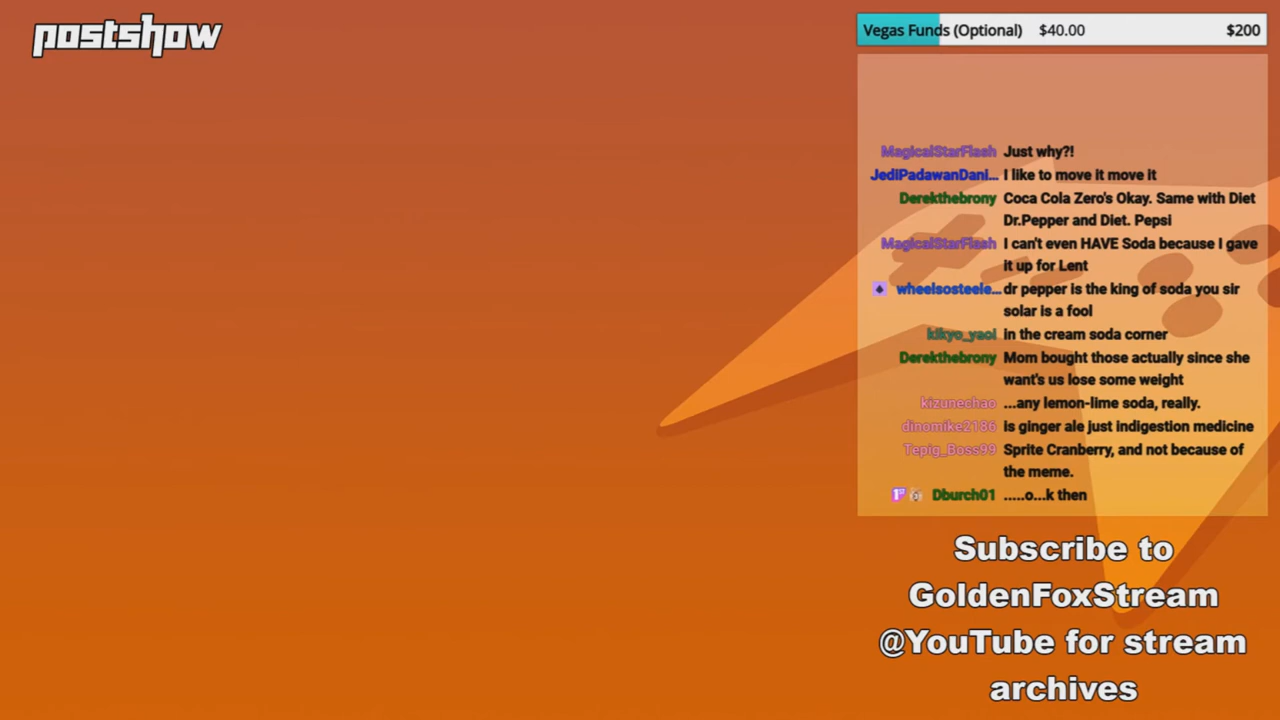 postshow
Vegas Funds (Optional) $40.00 $200
MagicalStarFlash Just why?!
JediPadawanDani... I like to move it move it
Derekthebrony Coca Cola Zero's Okay. Same with Diet
Dr.Pepper and Diet. Pepsi
MagicalStarFlash I can't even HAVE Soda because I gave
it up for Lent
wheelsosteele... dr pepper is the king of soda you sir
solar is a fool
kikyo_yaoi in the cream soda corner
Derekthebrony Mom bought those actually since she
want's us lose some weight
kizunechao ...any lemon-lime soda, really.
dinomike2186 is ginger ale just indigestion medicine
Tepig_Boss99 Sprite Cranberry, and not because of
the meme.
Dburch01 .....o...k then
Subscribe to
GoldenFoxStream
@YouTube for stream
archives